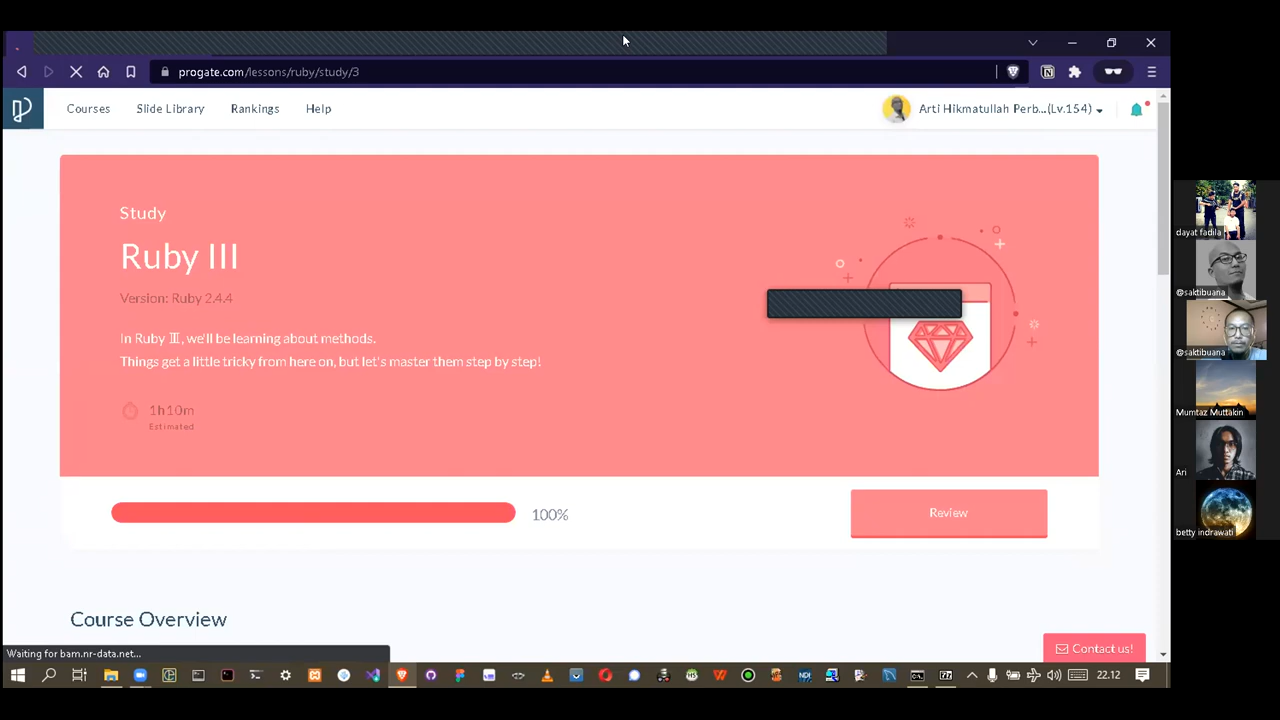 progate.com/lessons/ruby/study/3
Courses
Slide Library
Rankings
Help
Arti Hikmatullah Perb...(Lv.154)
Study
Ruby III
Version: Ruby 2.4.4
In Ruby Ⅲ, we'll be learning about methods.
Things get a little tricky from here on, but let's master them step by step!
1h10m
Estimated
100%
Review
Course Overview
Contact us!
Waiting for bam.nr-data.net...
22.12
dayat fadila
@saktibuana
@saktibuana
Mumtaz Muttakin
Ari
betty indrawati